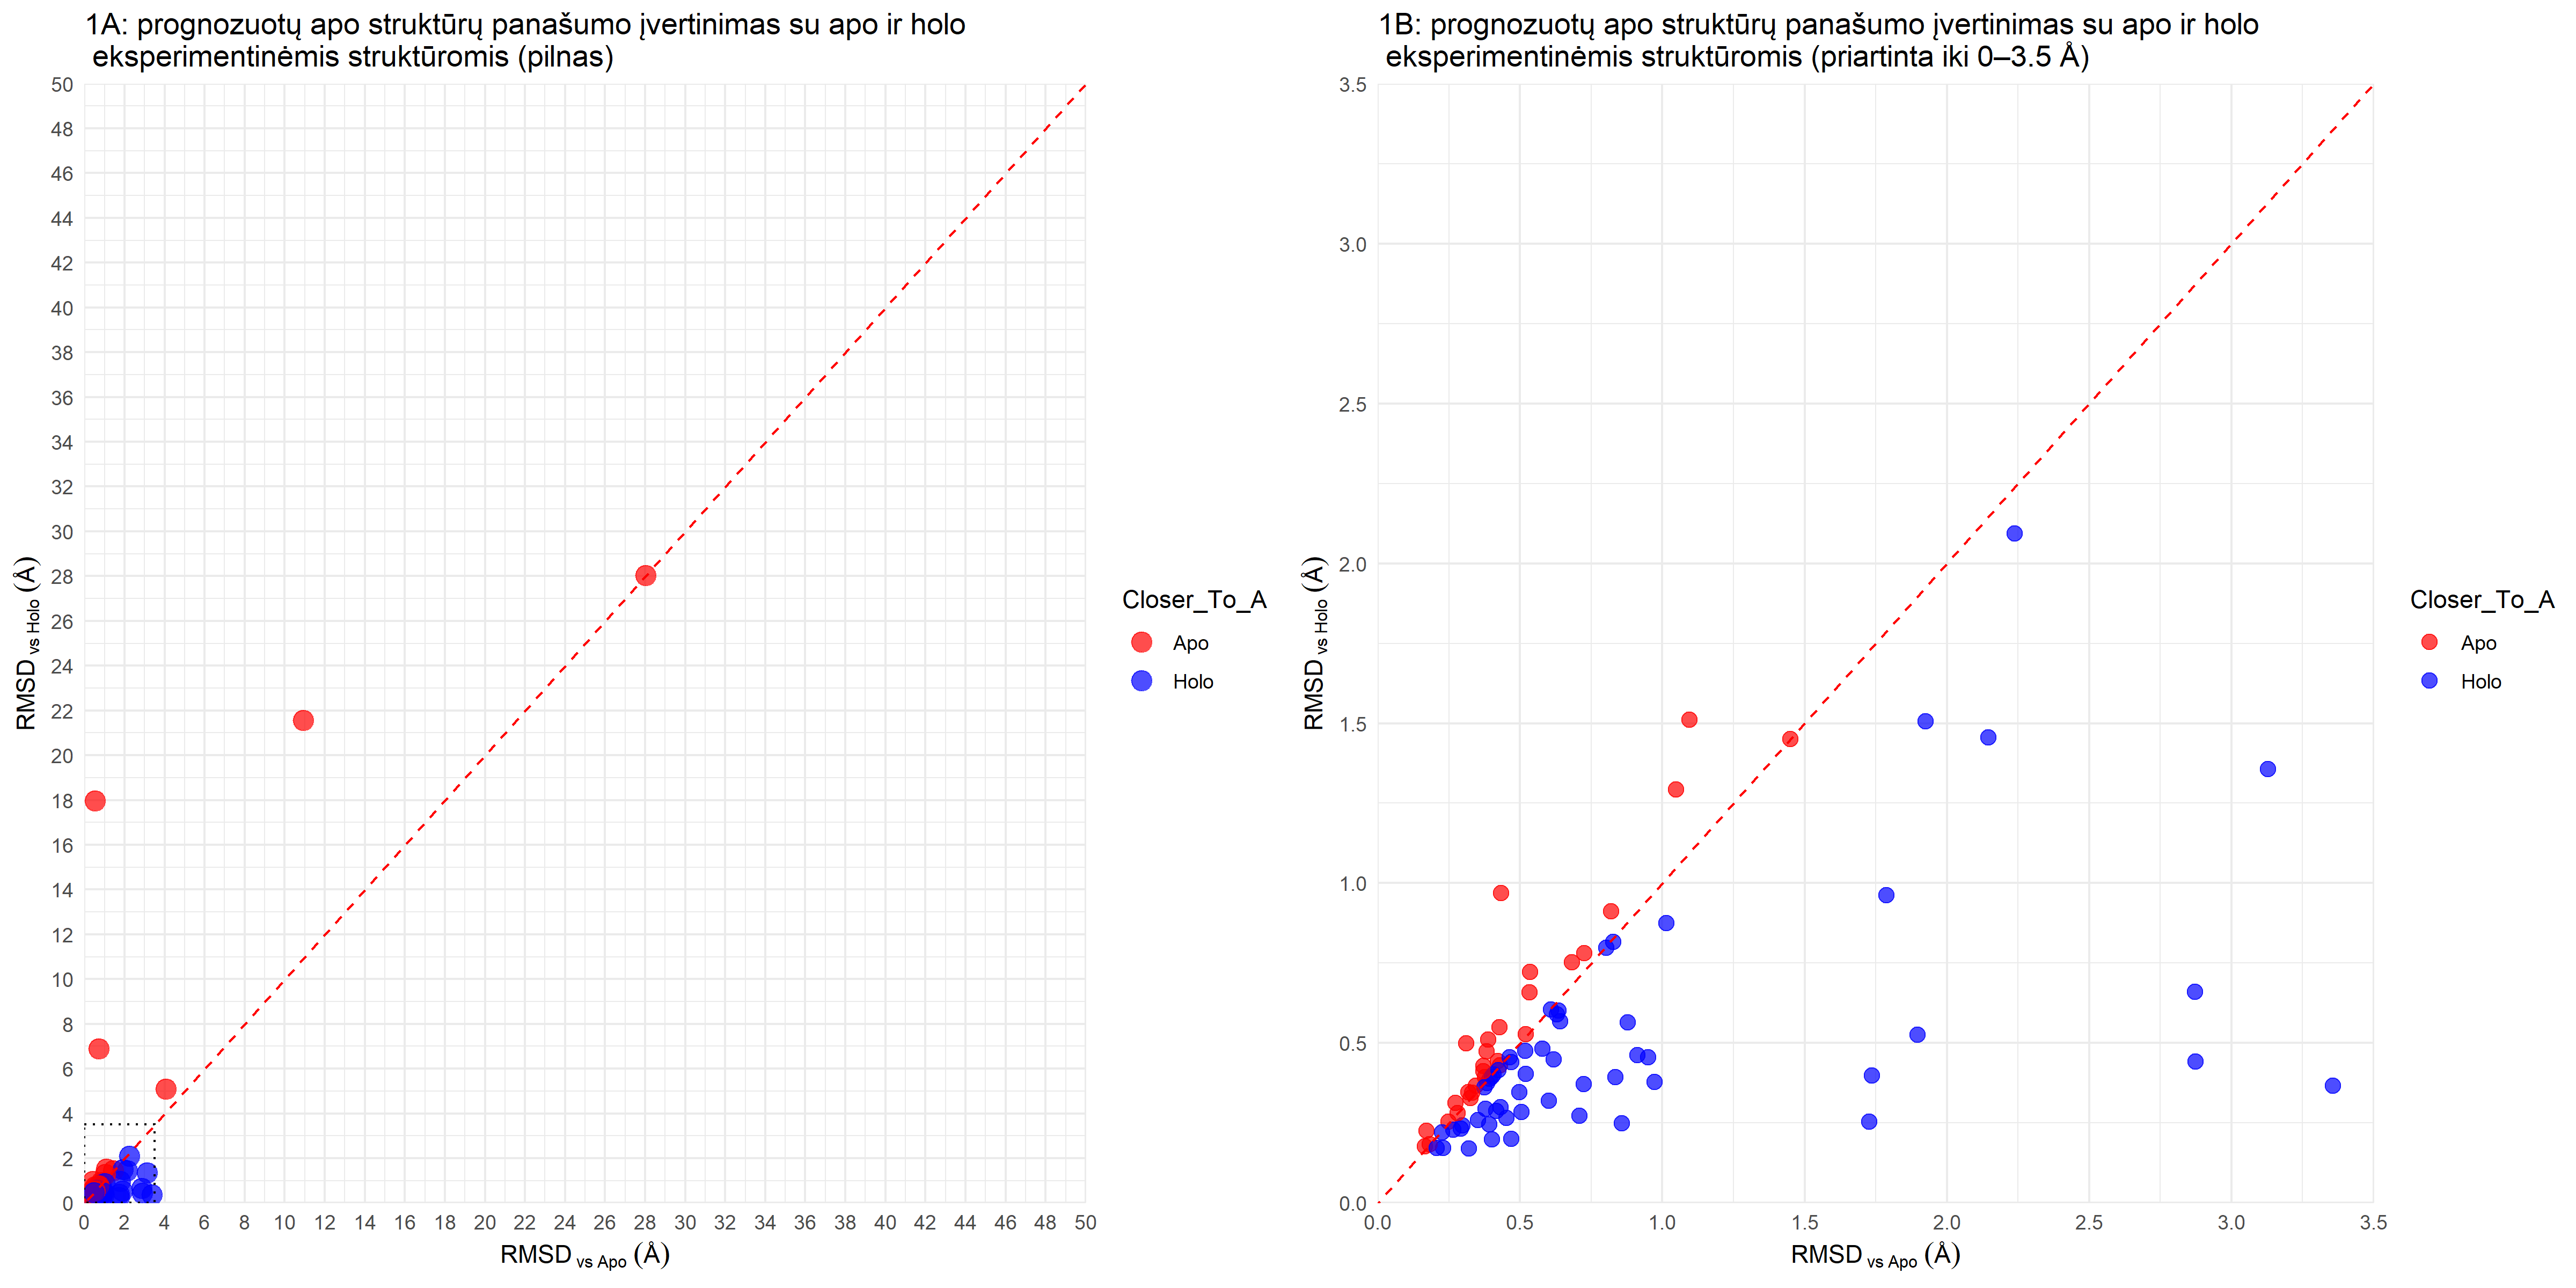 1A: prognozuotų apo struktūrų panašumo įvertinimas su apo ir holo
eksperimentinėmis struktūromis (pilnas)
50
48
46
44
42
40
38
36
34
32
30
28
26
24
22
20
18
16
14
12
10
8
6
4
2
0
0 2 4 6 8 10 12 14 16 18 20 22 24 26 28 30 32 34 36 38 40 42 44 46 48 50
RMSD vs Holo (Å)
RMSD vs Apo (Å)
Closer_To_A
Apo
Holo
1B: prognozuotų apo struktūrų panašumo įvertinimas su apo ir holo
eksperimentinėmis struktūromis (priartinta iki 0–3.5 Å)
3.5
3.0
2.5
2.0
1.5
1.0
0.5
0.0
0.0 0.5 1.0 1.5 2.0 2.5 3.0 3.5
RMSD vs Holo (Å)
RMSD vs Apo (Å)
Closer_To_A
Apo
Holo